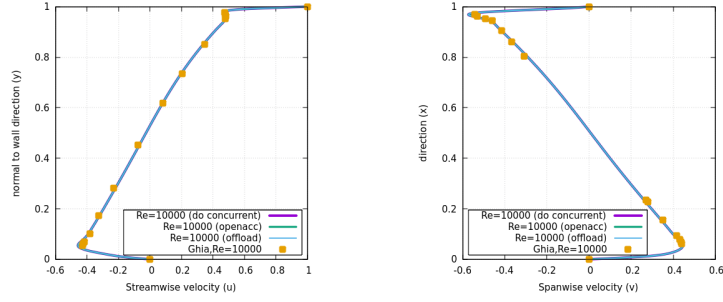 1
0.8
0.6
0.4
0.2
0
-0.6 -0.4 -0.2 0 0.2 0.4 0.6 0.8 1
normal to wall direction (y)
Streamwise velocity (u)
Re=10000 (do concurrent)
Re=10000 (openacc)
Re=10000 (offload)
Ghia,Re=10000
1
0.8
0.6
0.4
0.2
0
-0.6 -0.4 -0.2 0 0.2 0.4 0.6
direction (x)
Spanwise velocity (v)
Re=10000 (do concurrent)
Re=10000 (openacc)
Re=10000 (offload)
Ghia,Re=10000